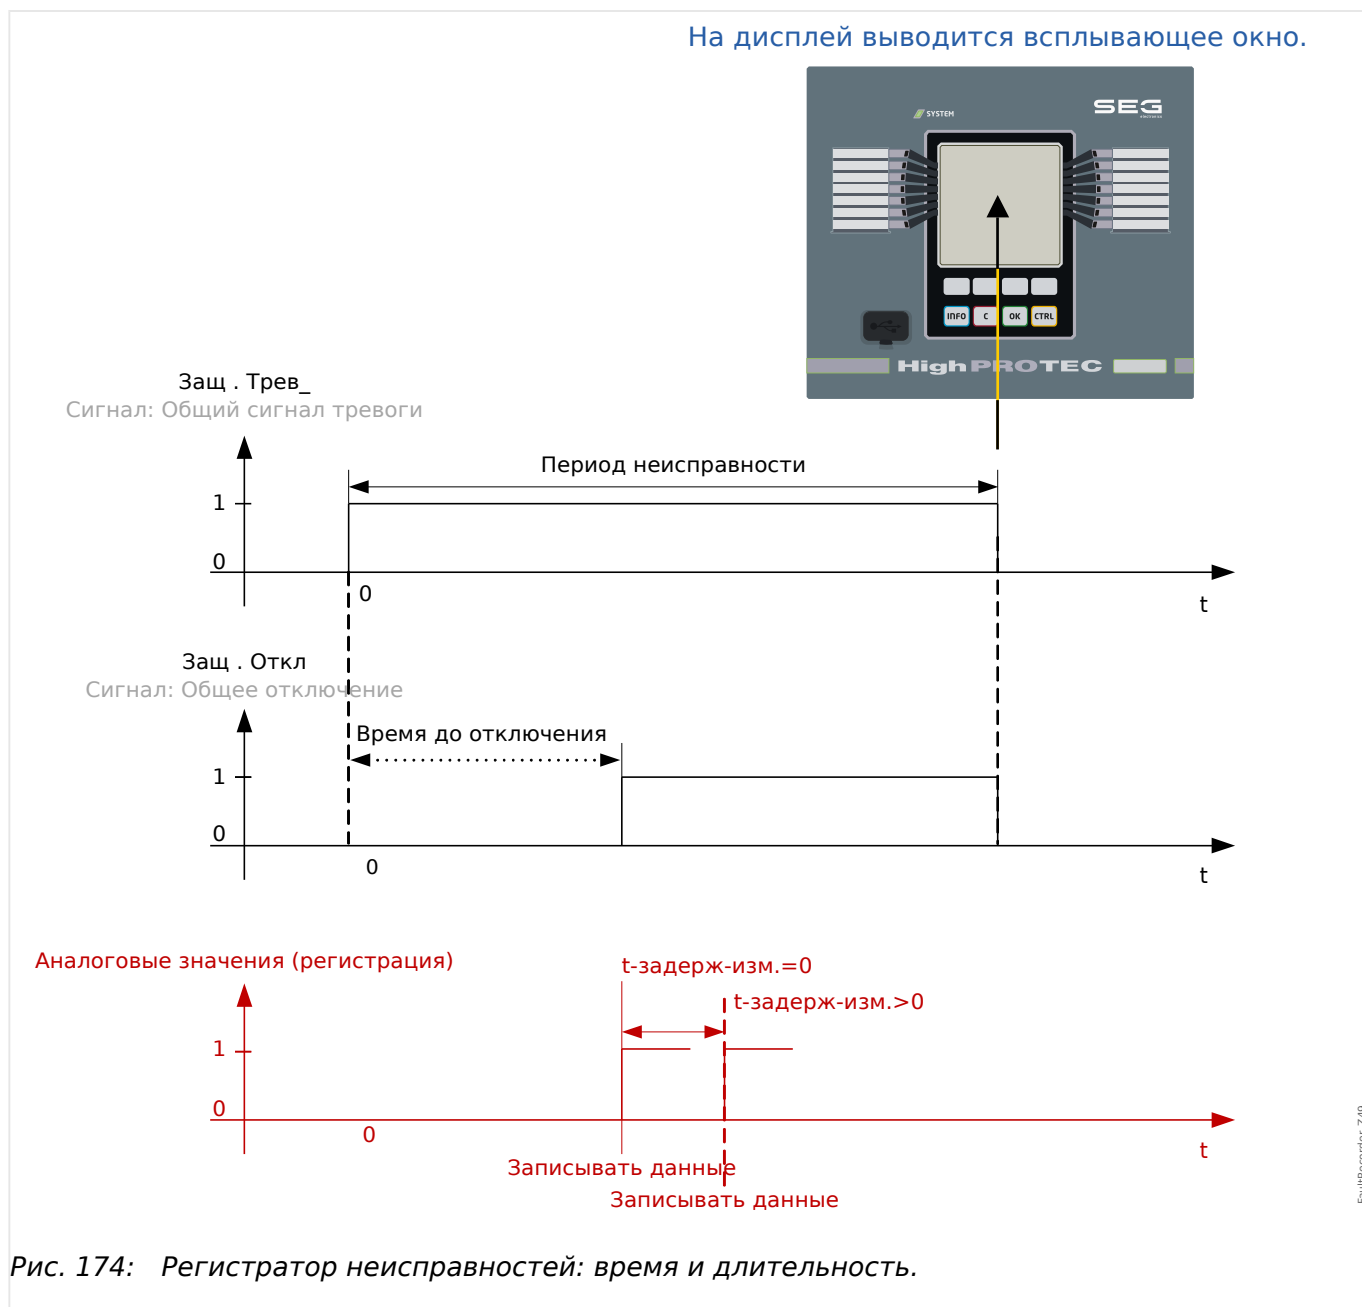 На дисплей выводится всплывающее окно.
SYSTEM
SEG
INFO
C
OK
CTRL
HighPROTEC
Защ . Трев_
Сигнал: Общий сигнал тревоги
Период неисправности
1
0
0
t
Защ . Откл
Сигнал: Общее отключение
Время до отключения
1
0
0
t
Аналоговые значения (регистрация)
t-задерж-изм.=0
t-задерж-изм.>0
1
0
0
t
Записывать данные
Записывать данные
FaultRecorder_Z49
Рис. 174: Регистратор неисправностей: время и длительность.